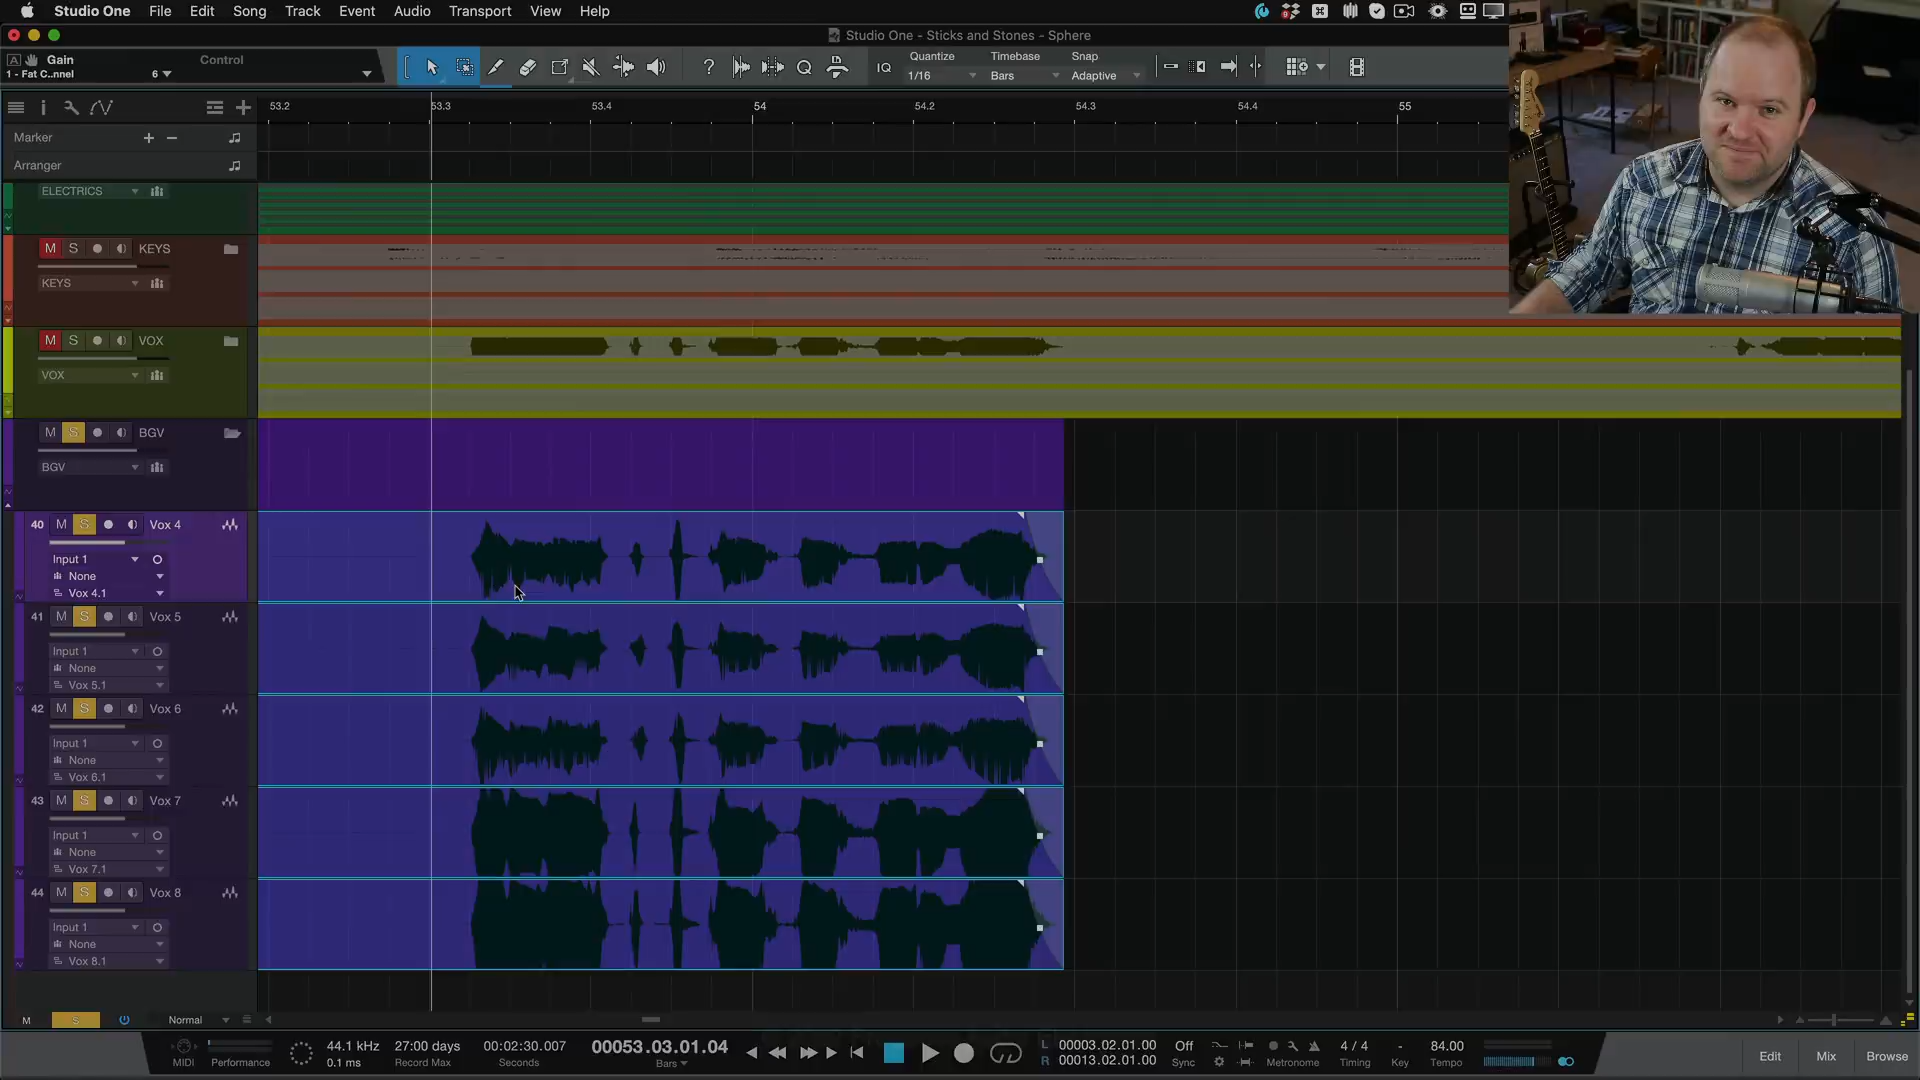 Studio One File Edit Song Track Event Audio Transport View Help
Studio One - Sticks and Stones - Sphere
Gain Control
1 - Fat C..nnel 6
IQ
Quantize Timebase Snap
1/16 Bars Adaptive
53.2 53.3 53.4 54 54.2 54.3 54.4 55
Marker
Arranger
ELECTRICS
M S KEYS
KEYS
M S VOX
VOX
M S BGV
BGV
40 M S Vox 4
Input 1
None
Vox 4.1
41 M S Vox 5
Input 1
None
Vox 5.1
42 M S Vox 6
Input 1
None
Vox 6.1
43 M S Vox 7
Input 1
None
Vox 7.1
44 M S Vox 8
Input 1
None
Vox 8.1
M S Normal
MIDI Performance
44.1 kHz
0.1 ms
27:00 days
Record Max
00:02:30.007
Seconds
00053.03.01.04
Bars
L 00003.02.01.00
R 00013.02.01.00
Off
Sync
Metronome
4 / 4
Timing
-
Key
84.00
Tempo
Edit Mix Browse